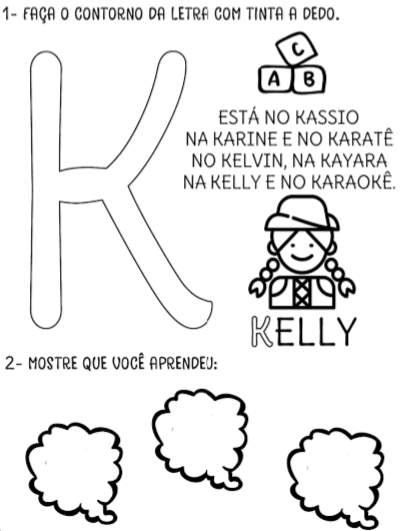 1- FAÇA O CONTORNO DA LETRA COM TINTA A DEDO.
K
C
A B
ESTÁ NO KASSIO
NA KARINE E NO KARATÊ
NO KELVIN, NA KAYARA
NA KELLY E NO KARAOKÊ.
KELLY
2- MOSTRE QUE VOCÊ APRENDEU: